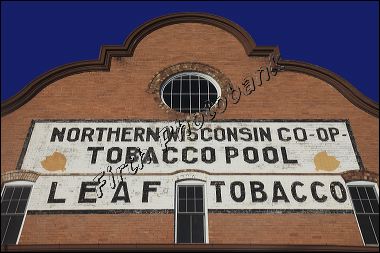 NORTHERN WISCONSIN CO-OP-
TOBACCO POOL
LEAF TOBACCO